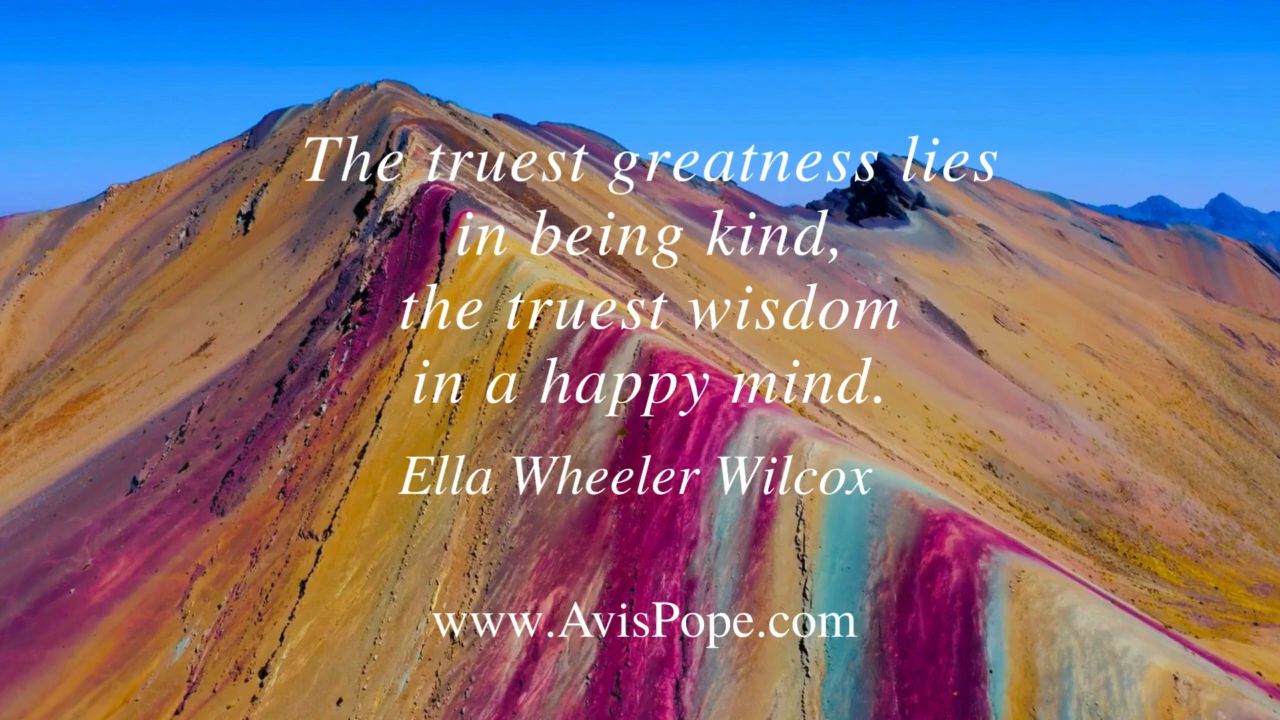 The truest greatness lies
in being kind,
the truest wisdom
in a happy mind.
Ella Wheeler Wilcox
www.AvisPope.com